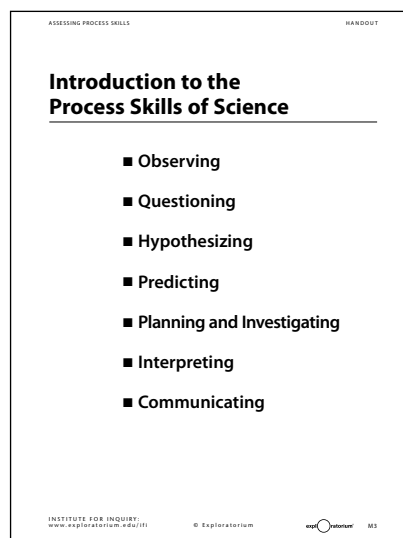 ASSESSING PROCESS SKILLS HANDOUT
Introduction to the
Process Skills of Science
■ Observing
■ Questioning
■ Hypothesizing
■ Predicting
■ Planning and Investigating
■ Interpreting
■ Communicating
INSTITUTE FOR INQUIRY:
www.exploratorium.edu/ifi © Exploratorium exploratorium® M3